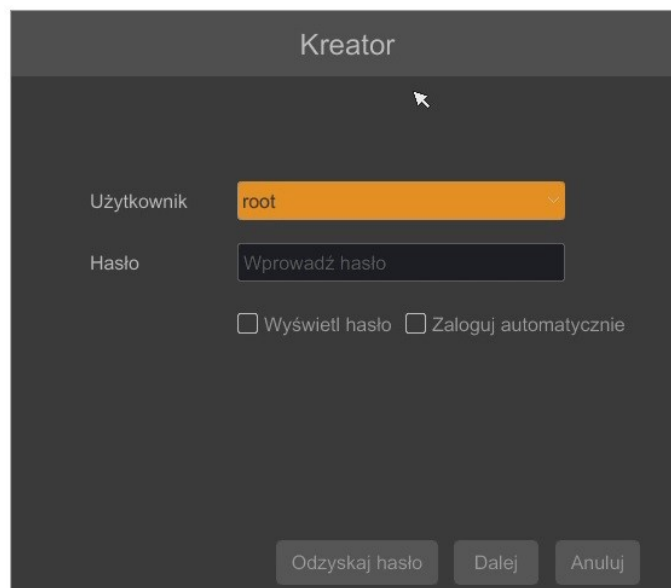 Kreator
Użytkownik root
Hasło Wprowadź hasło
Wyświetl hasło Zaloguj automatycznie
Odzyskaj hasło Dalej Anuluj